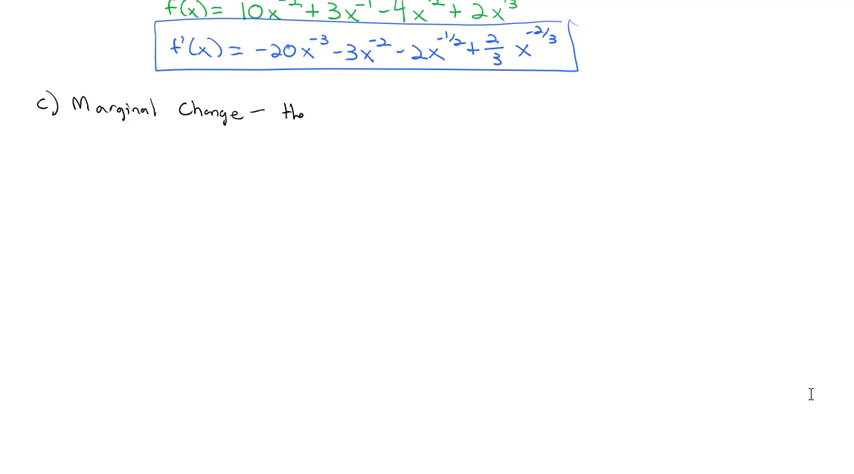 f(x) = 10x⁻² + 3x⁻¹ - 4x^1/2 + 2x^1/3
f'(x) = -20x⁻³ - 3x⁻² - 2x^-1/2 + 2/3 x^-2/3
c) Marginal Change - the